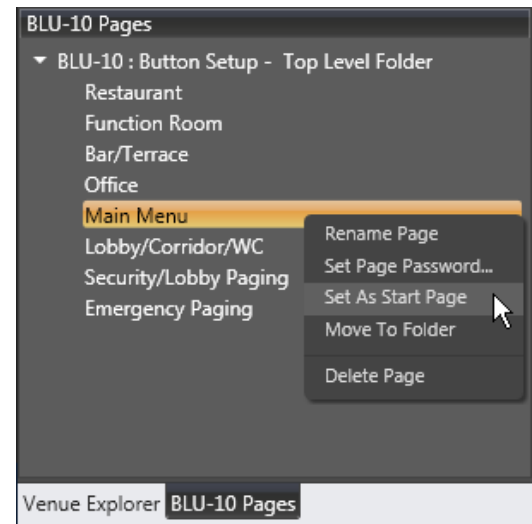 BLU-10 Pages
BLU-10 : Button Setup - Top Level Folder
Restaurant
Function Room
Bar/Terrace
Office
Main Menu
Lobby/Corridor/WC
Security/Lobby Paging
Emergency Paging
Rename Page
Set Page Password...
Set As Start Page
Move To Folder
Delete Page
Venue Explorer BLU-10 Pages